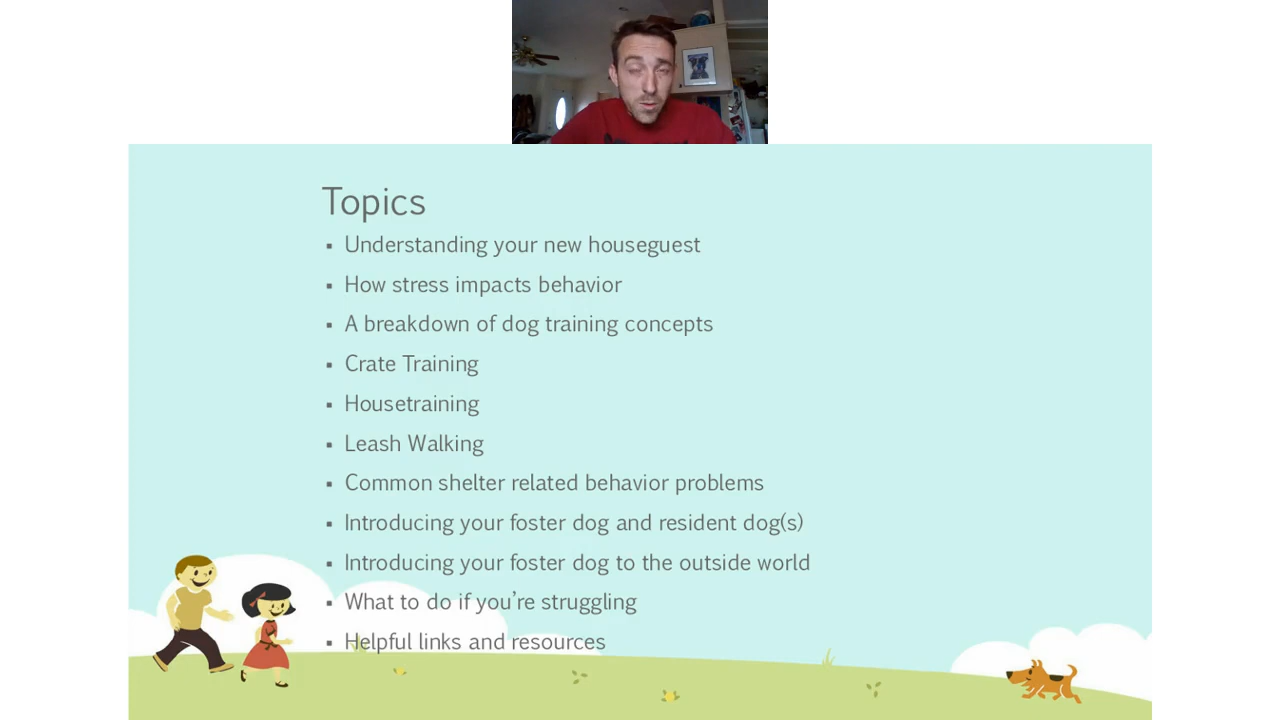 Topics
▪ Understanding your new houseguest
▪ How stress impacts behavior
▪ A breakdown of dog training concepts
▪ Crate Training
▪ Housetraining
▪ Leash Walking
▪ Common shelter related behavior problems
▪ Introducing your foster dog and resident dog(s)
▪ Introducing your foster dog to the outside world
▪ What to do if you’re struggling
▪ Helpful links and resources